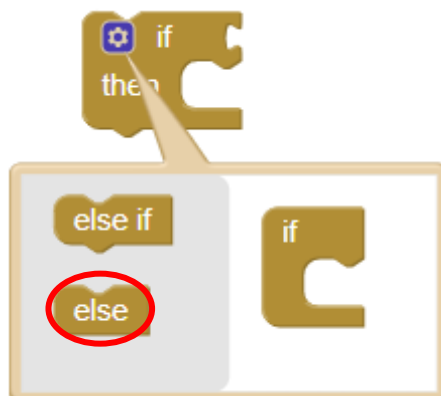 if
then
else if
if
else